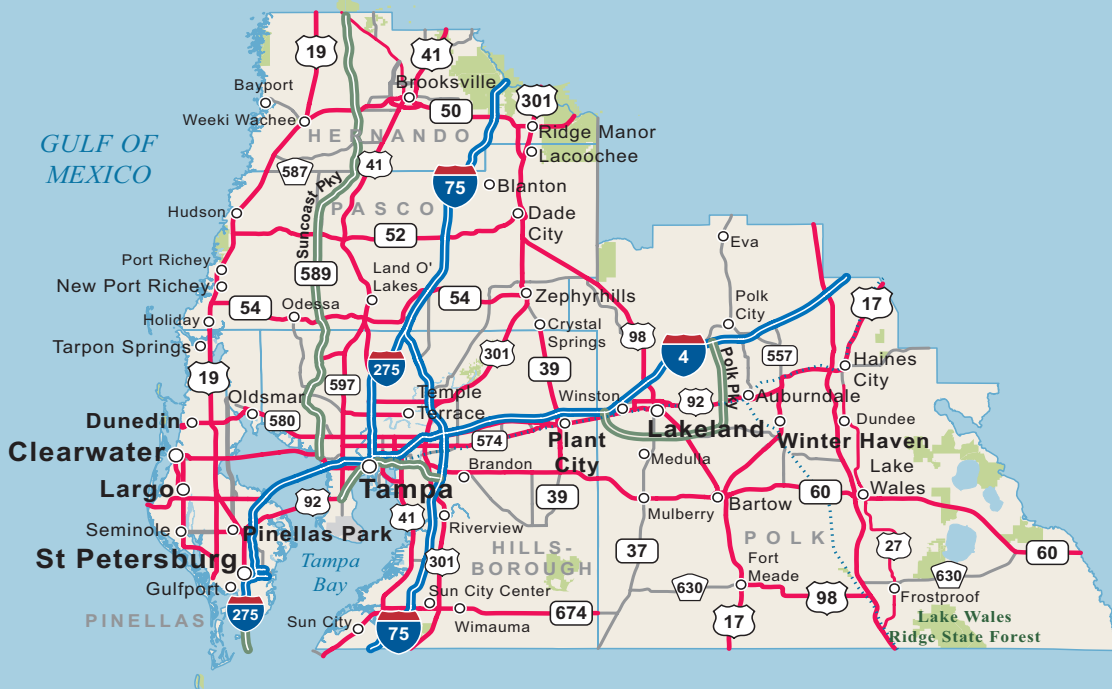 19
41
Brooksville
Bayport
50
301
Weeki Wachee
HERNANDO
Ridge Manor
GULF OF
MEXICO
Lacoochee
587
41
75
Blanton
Suncoast Pky
PASCO
Hudson
Dade
City
52
Eva
Port Richey
589
Land O'
Lakes
New Port Richey
54
Odessa
54
Zephyrhills
Polk
City
17
Holiday
Crystal
Springs
98
Tarpon Springs
301
4
Polk Pky
557
Haines
City
19
275
39
597
Temple
Terrace
Winston
92
Auburndale
Oldsmar
Dunedin
580
574
Plant
City
Lakeland
Winter Haven
Dundee
Clearwater
Brandon
Medulla
Lake
Wales
Largo
92
Tampa
39
60
41
Mulberry
Bartow
Seminole
Pinellas Park
Riverview
HILLS-
BOROUGH
37
POLK
27
60
St Petersburg
Tampa
Bay
301
Fort
Meade
Gulfport
Sun City Center
630
98
630
Frostproof
PINELLAS
275
Sun City
75
Wimauma
674
17
Lake Wales
Ridge State Forest